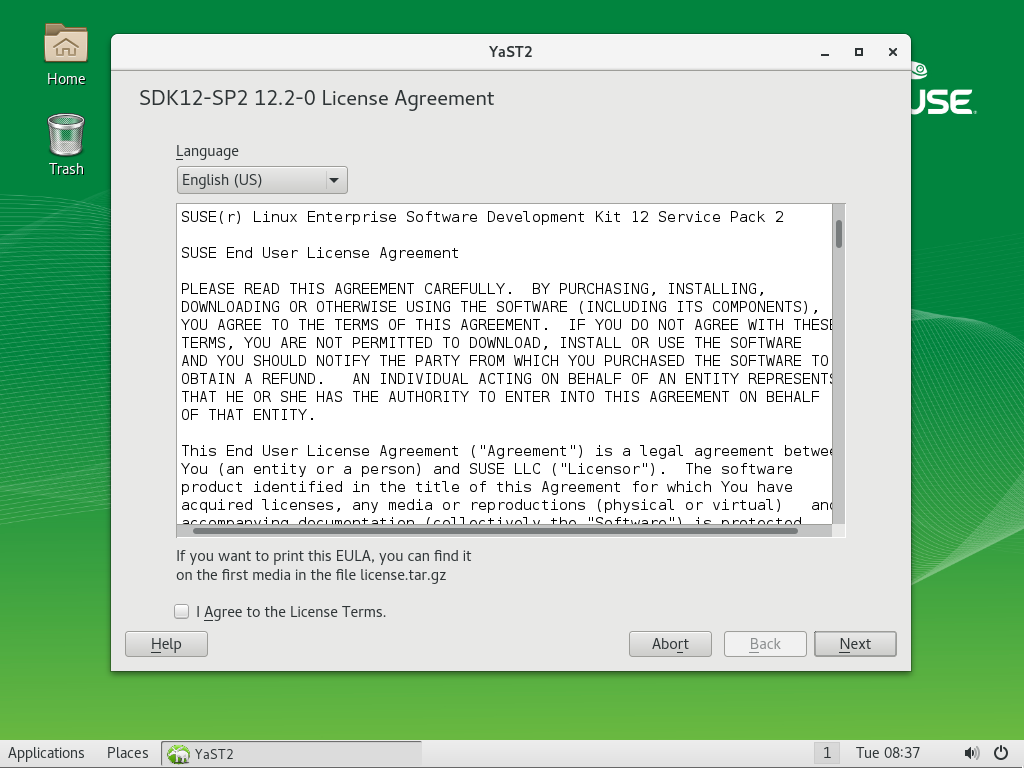 YaST2
Home
SDK12-SP2 12.2-0 License Agreement
USE
Trash
Language
English (US)
SUSE(r) Linux Enterprise Software Development Kit 12 Service Pack 2
SUSE End User License Agreement
PLEASE READ THIS AGREEMENT CAREFULLY.  BY PURCHASING, INSTALLING,
DOWNLOADING OR OTHERWISE USING THE SOFTWARE (INCLUDING ITS COMPONENTS),
YOU AGREE TO THE TERMS OF THIS AGREEMENT.  IF YOU DO NOT AGREE WITH THESE
TERMS, YOU ARE NOT PERMITTED TO DOWNLOAD, INSTALL OR USE THE SOFTWARE
AND YOU SHOULD NOTIFY THE PARTY FROM WHICH YOU PURCHASED THE SOFTWARE TO
OBTAIN A REFUND.   AN INDIVIDUAL ACTING ON BEHALF OF AN ENTITY REPRESENTS
THAT HE OR SHE HAS THE AUTHORITY TO ENTER INTO THIS AGREEMENT ON BEHALF
OF THAT ENTITY.
This End User License Agreement ("Agreement") is a legal agreement betwee
You (an entity or a person) and SUSE LLC ("Licensor").  The software
product identified in the title of this Agreement for which You have
acquired licenses, any media or reproductions (physical or virtual)   and
accompanying documentation (collectively the "Software") is protected
If you want to print this EULA, you can find it
on the first media in the file license.tar.gz
I Agree to the License Terms.
Help
Abort
Back
Next
Applications
Places
YaST2
1
Tue 08:37